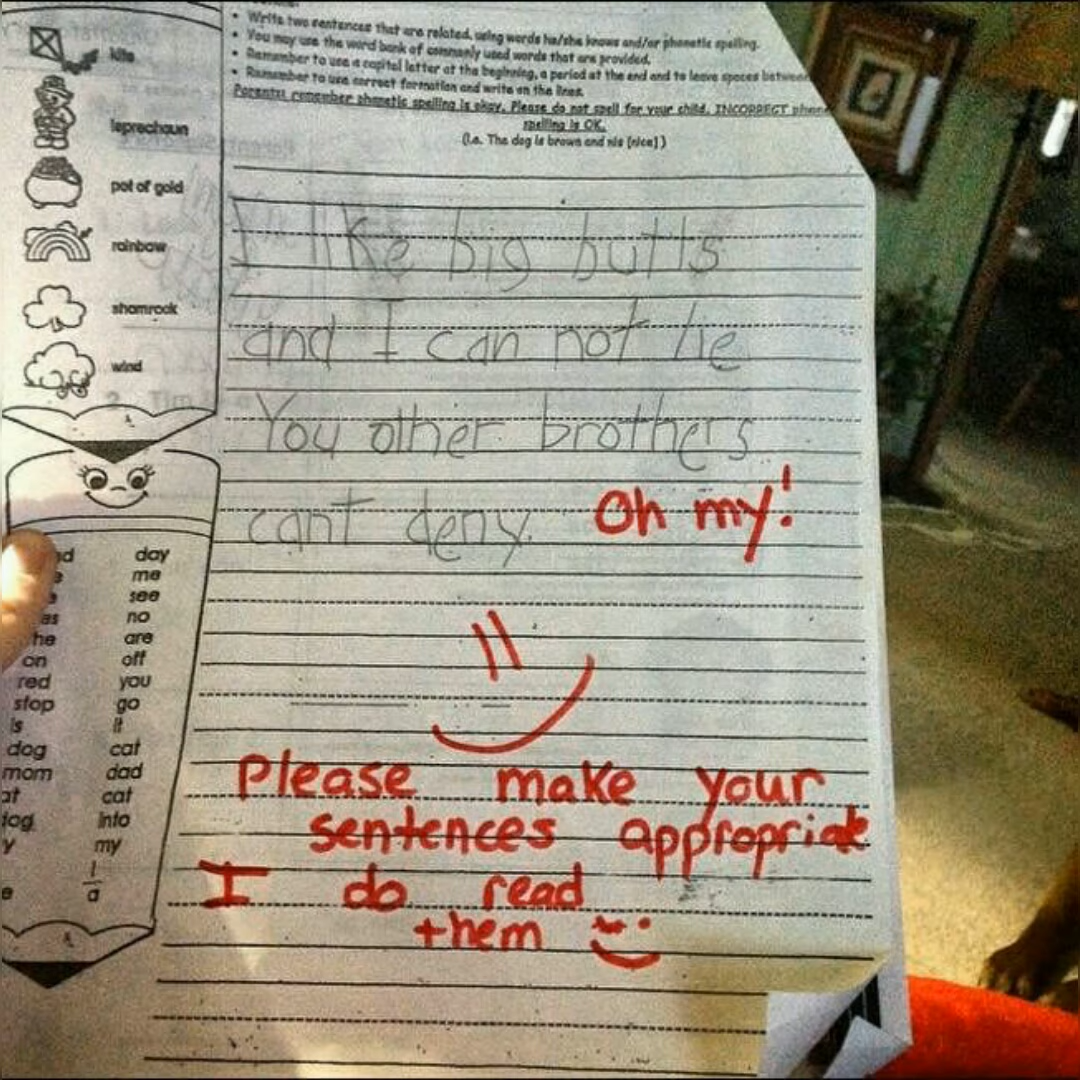 Write two sentences that are related, using words he/she knows and/or phonetic spelling.
You may use the word bank of commonly used words that are provided.
Remember to use a capital letter at the beginning, a period at the end and to leave spaces between
Remember to use correct formation and write on the lines.
Parents: remember phonetic spelling is okay. Please do not spell for your child. INCORRECT
spelling is OK.
(i.e. The dog is brown and nis [nice])
kite
leprechaun
pot of gold
rainbow
shamrock
wind
I like big butts
and I can not lie
You other brothers
cant deny.
Oh my!
Please make your
sentences appropriate
I do read
them
day
me
see
no
he are
on off
red you
stop go
is it
dog cat
mom dad
at cat
into
y my
I
e a